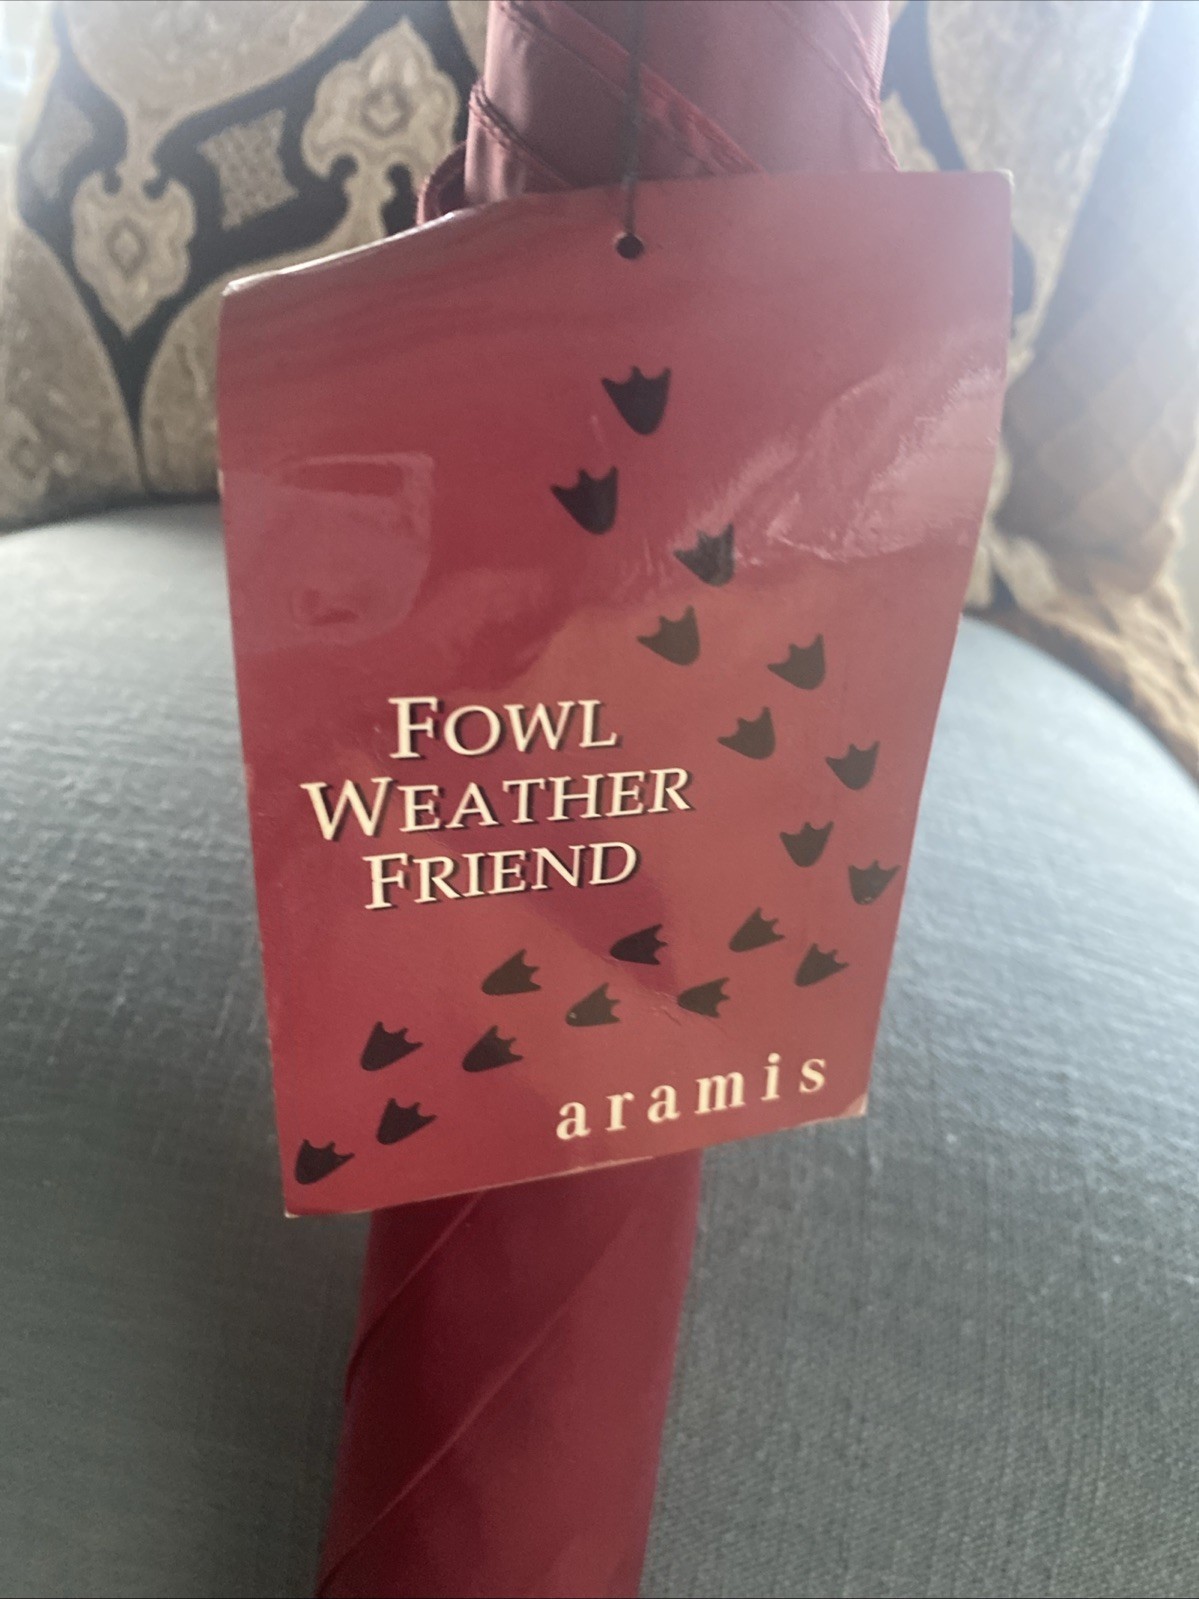 FOWL
WEATHER
FRIEND
aramis